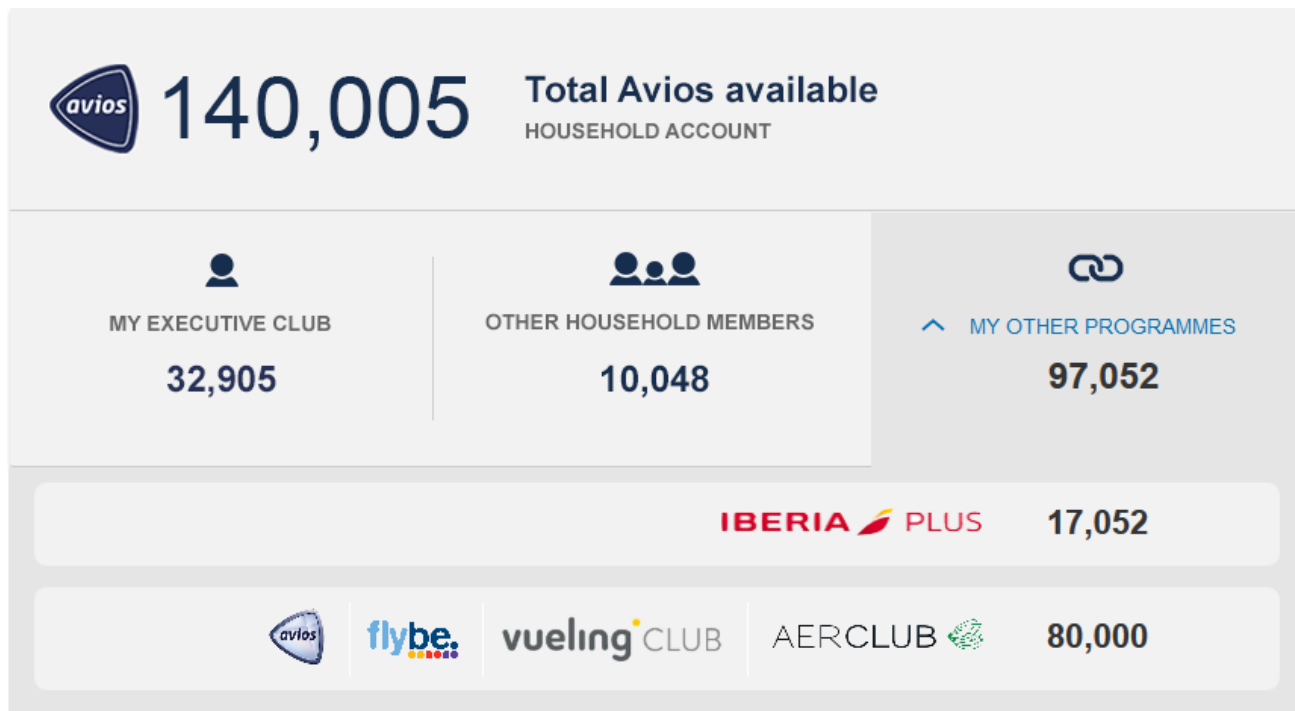 avios 140,005 Total Avios available
HOUSEHOLD ACCOUNT
MY EXECUTIVE CLUB
32,905
OTHER HOUSEHOLD MEMBERS
10,048
MY OTHER PROGRAMMES
97,052
IBERIA PLUS 17,052
avios flybe. vueling CLUB AERCLUB 80,000